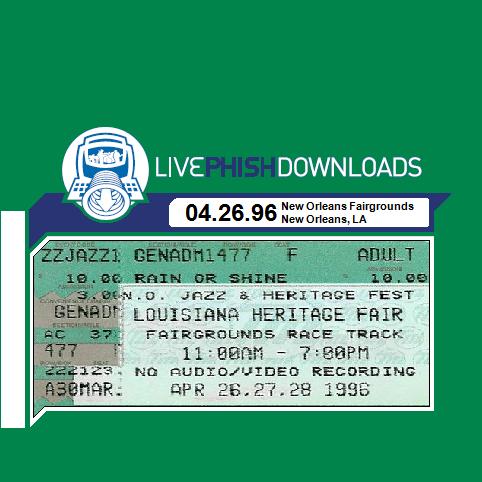 LIVEPHISHDOWNLOADS
04.26.96 New Orleans Fairgrounds
New Orleans, LA
ZZJAZZ1 GENADM1477 F ADULT
10.00 RAIN OR SHINE 10.00
3.00 N.O. JAZZ & HERITAGE FEST
GENADM LOUISIANA HERITAGE FAIR
AC 37 FAIRGROUNDS RACE TRACK
477 11:00AM - 7:00PM
222123 NO AUDIO/VIDEO RECORDING
A30MAR APR 26.27.28 1996